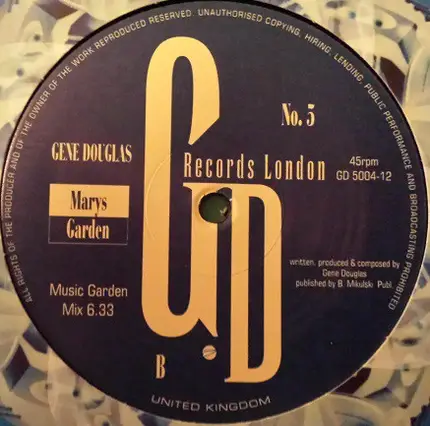 ALL RIGHTS OF THE PRODUCER AND OF THE OWNER OF THE WORK REPRODUCED RESERVED. UNAUTHORISED COPYING, HIRING, LENDING, PUBLIC PERFORMANCE AND BROADCASTING PROHIBITED
GD
No. 5
GENE DOUGLAS
Records London
45rpm
GD 5004-12
Marys
Garden
written, produced & composed by
Gene Douglas
published by B. Mikulski Publ.
Music Garden
Mix 6.33
B
UNITED KINGDOM